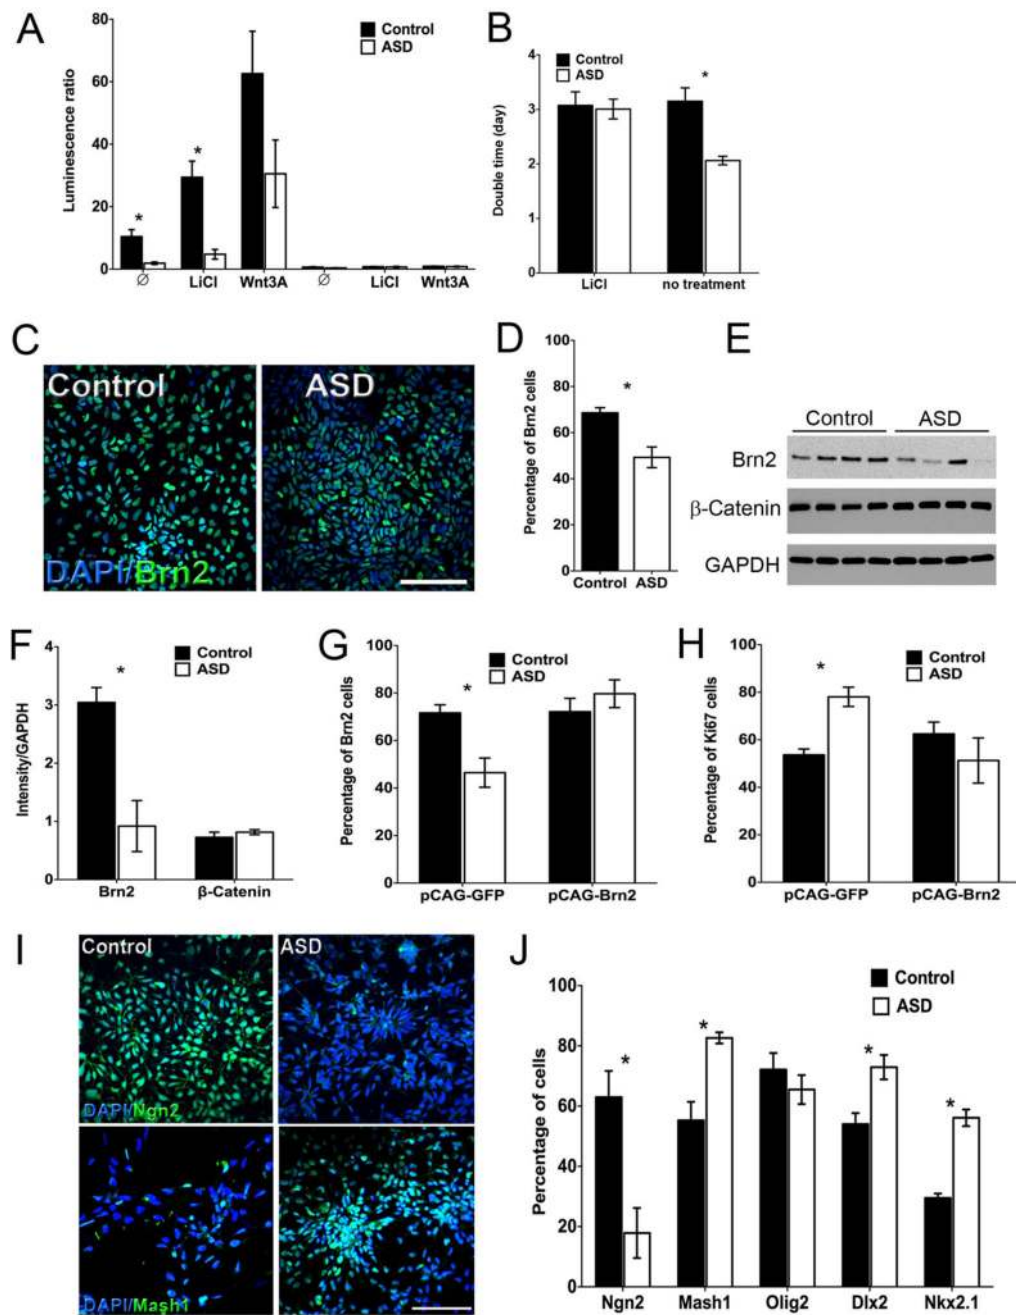 A
Luminescence ratio
80
60
40
20
0
Control
ASD
*
*
∅
LiCl
Wnt3A
∅
LiCl
Wnt3A
B
Double time (day)
4
3
2
1
0
Control
ASD
*
LiCl
no treatment
C
Control
ASD
DAPI/Brn2
D
Percentage of Brn2 cells
100
80
60
40
20
0
*
Control
ASD
E
Control
ASD
Brn2
β-Catenin
GAPDH
F
Intensity/GAPDH
4
3
2
1
0
Control
ASD
*
Brn2
β-Catenin
G
Percentage of Brn2 cells
100
80
60
40
20
0
Control
ASD
*
pCAG-GFP
pCAG-Brn2
H
Percentage of Ki67 cells
100
80
60
40
20
0
*
Control
ASD
pCAG-GFP
pCAG-Brn2
I
Control
ASD
DAPI/Ngn2
DAPI/Mash1
J
Percentage of cells
100
80
60
40
20
0
Control
ASD
*
*
*
*
Ngn2
Mash1
Olig2
Dlx2
Nkx2.1